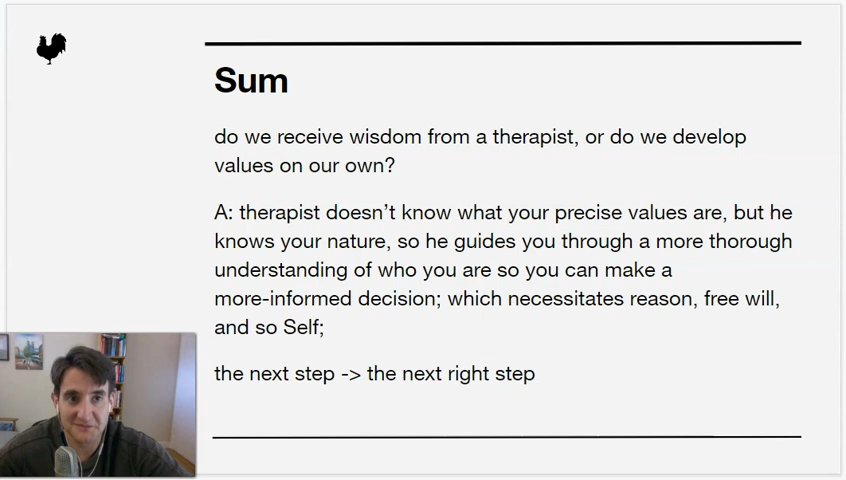 Sum
do we receive wisdom from a therapist, or do we develop
values on our own?
A: therapist doesn’t know what your precise values are, but he
knows your nature, so he guides you through a more thorough
understanding of who you are so you can make a
more-informed decision; which necessitates reason, free will,
and so Self;
the next step -> the next right step